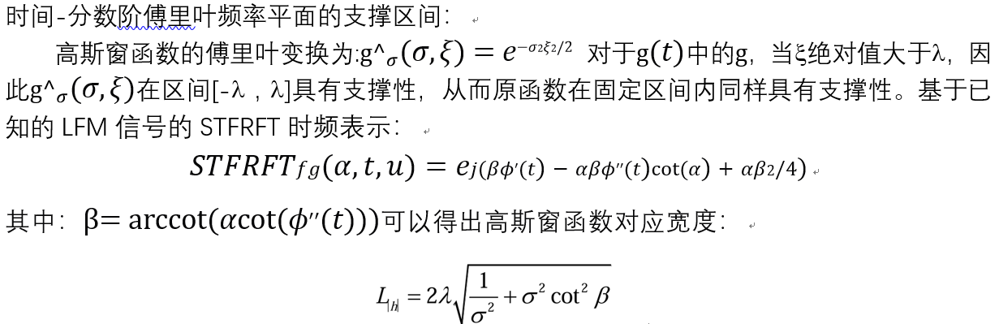 时间-分数阶傅里叶频率平面的支撑区间：
高斯窗函数的傅里叶变换为:g^σ(σ,ξ) = e−σ2ξ2/2 对于g(t)中的g，当ξ绝对值大于λ，因
此g^σ(σ,ξ)在区间[-λ , λ]具有支撑性，从而原函数在固定区间内同样具有支撑性。基于已
知的 LFM 信号的 STFRFT 时频表示：
STFRFTfg(α,t,u) = ej(βϕ′(t) − αβϕ″(t)cot(α) + αβ2/4)
其中：β= arccot(αcot(ϕ″(t)))可以得出高斯窗函数对应宽度：
L|h| = 2λ√(1/σ² + σ² cot² β)